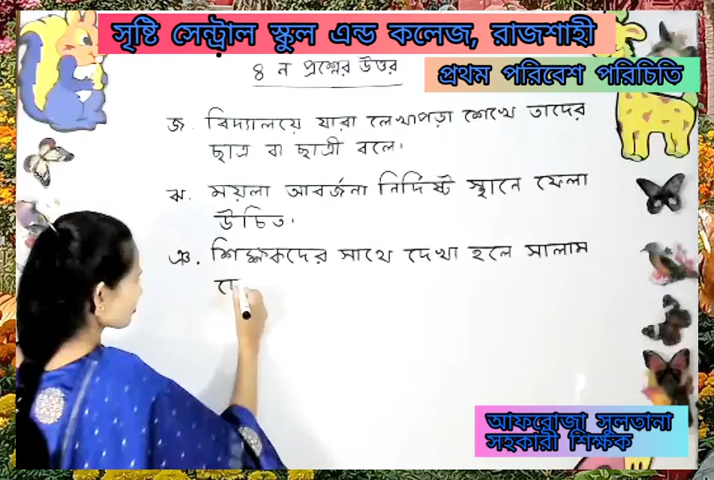 সৃষ্টি সেন্ট্রাল স্কুল এন্ড কলেজ, রাজশাহী
৪ ন প্রশ্নের উত্তর
প্রথম পরিবেশ পরিচিতি
জ. বিদ্যালয়ে যারা লেখাপড়া শেখে তাদের
ছাত্র বা ছাত্রী বলে।
ঝ. ময়লা আবর্জনা নির্দিষ্ট স্থানে ফেলা
উচিত।
ঞ. শিক্ষকদের সাথে দেখা হলে সালাম
দে
আফরোজা সুলতানা
সহকারী শিক্ষক